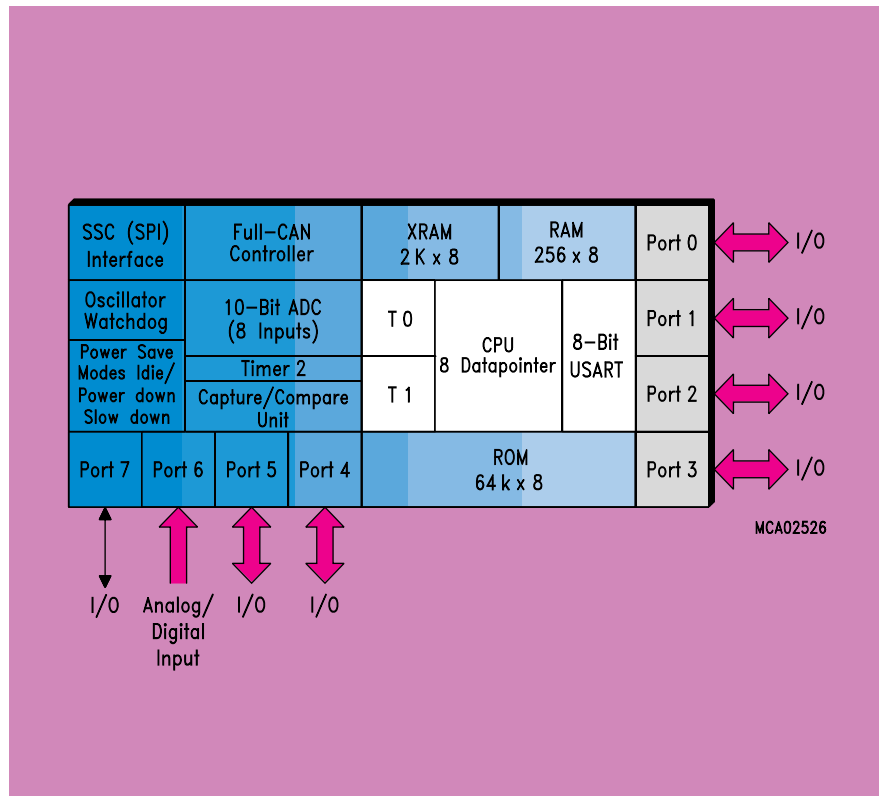 SSC (SPI)
Interface
Full-CAN
Controller
XRAM
2K x 8
RAM
256 x 8
Port 0
I/O
Oscillator
Watchdog
10-Bit ADC
(8 Inputs)
T 0
CPU
8 Datapointer
8-Bit
USART
Port 1
I/O
Power Save
Modes Idle/
Power down
Slow down
Timer 2
Capture/Compare
Unit
T 1
Port 2
I/O
Port 7
Port 6
Port 5
Port 4
ROM
64k x 8
Port 3
I/O
MCA02526
I/O
Analog/
Digital
Input
I/O
I/O